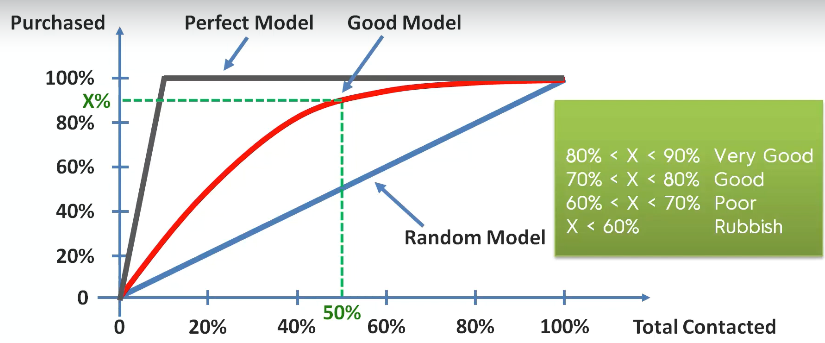 Purchased
Perfect Model
Good Model
100%
X%
80%
60%
40%
20%
0
80% < X < 90% Very Good
70% < X < 80% Good
60% < X < 70% Poor
X < 60% Rubbish
Random Model
50%
0 20% 40% 60% 80% 100% Total Contacted